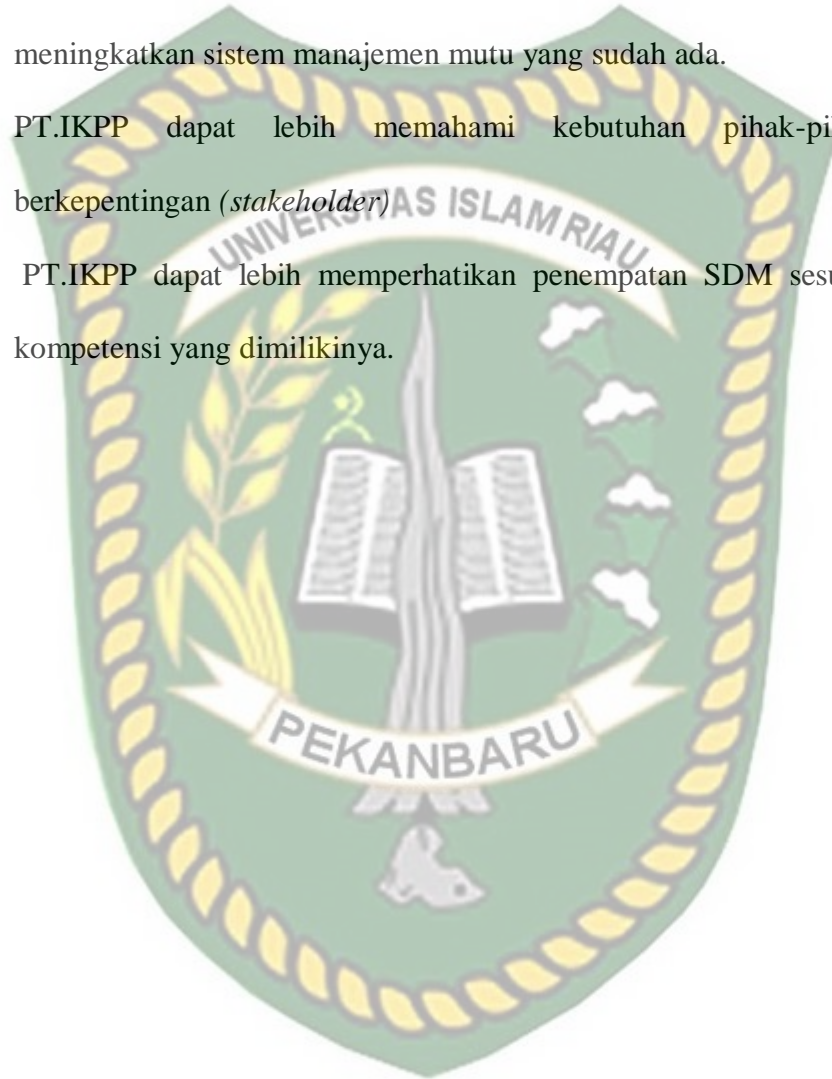 meningkatkan sistem manajemen mutu yang sudah ada.
PT.IKPP dapat lebih memahami kebutuhan
berkepentingan (stakeholder)
UNIVERSITAS ISLAM RIAU
PT.IKPP dapat lebih memperhatikan penempatan SDM
kompetensi yang dimilikinya.
PEKANBARU